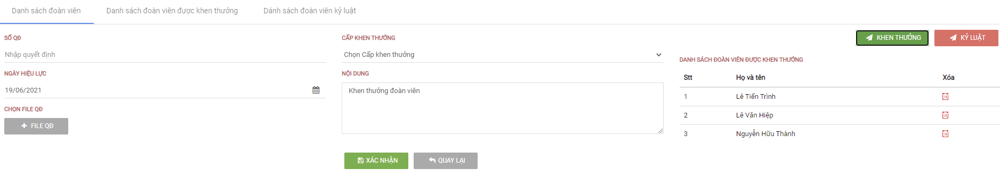 Danh sách đoàn viên
Danh sách đoàn viên được khen thưởng
Dánh sách đoàn viên kỷ luật
SỐ QĐ
Nhập quyết định
NGÀY HIỆU LỰC
19/06/2021
CHỌN FILE QĐ
FILE QĐ
CẤP KHEN THƯỞNG
Chọn Cấp khen thưởng
NỘI DUNG
Khen thưởng đoàn viên
XÁC NHẬN
QUAY LẠI
KHEN THƯỞNG
KỶ LUẬT
DANH SÁCH ĐOÀN VIÊN ĐƯỢC KHEN THƯỞNG
Stt Họ và tên Xóa
1 Lê Tiến Trình
2 Lê Văn Hiệp
3 Nguyễn Hữu Thành